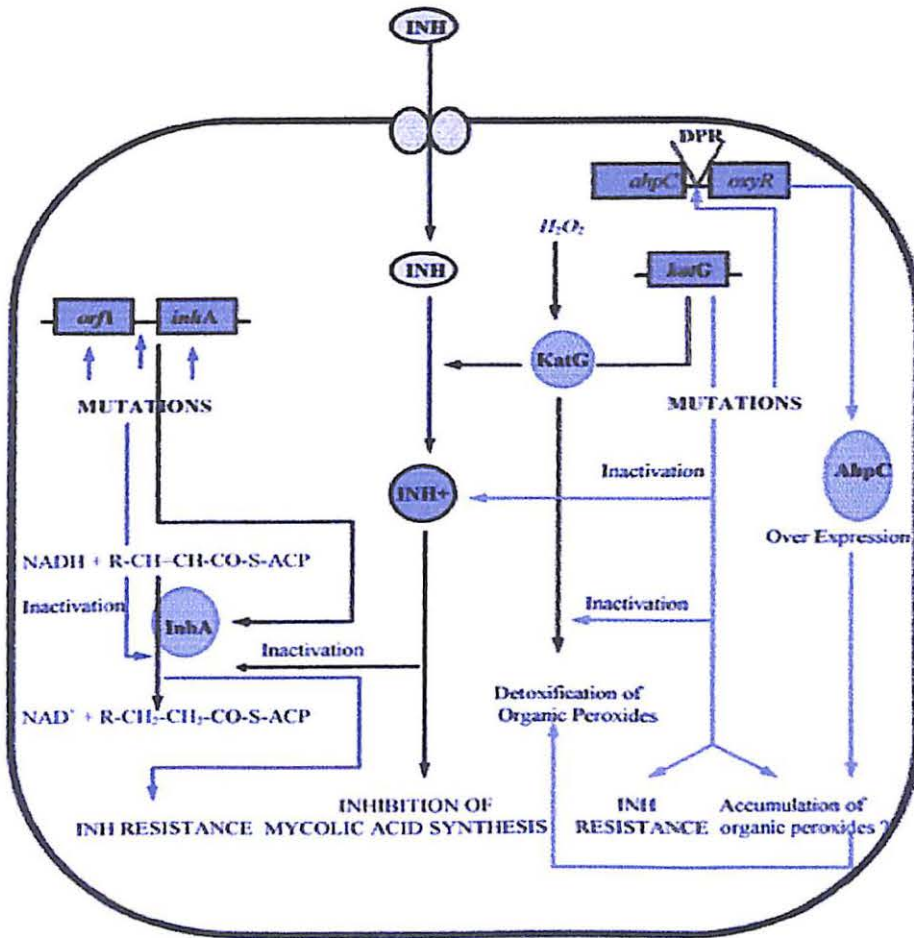 INH
DPR
ahpC
oxyR
H₂O₂
INH
katG
orf1
inhA
KatG
MUTATIONS
MUTATIONS
Inactivation
AhpC
INH+
Over Expression
NADH + R-CH–CH-CO-S-ACP
Inactivation
Inactivation
InhA
Inactivation
Detoxification of
Organic Peroxides
NAD⁺ + R-CH₂-CH₂-CO-S-ACP
INHIBITION OF
MYCOLIC ACID SYNTHESIS
INH RESISTANCE
INH
RESISTANCE
Accumulation of
organic peroxides ?